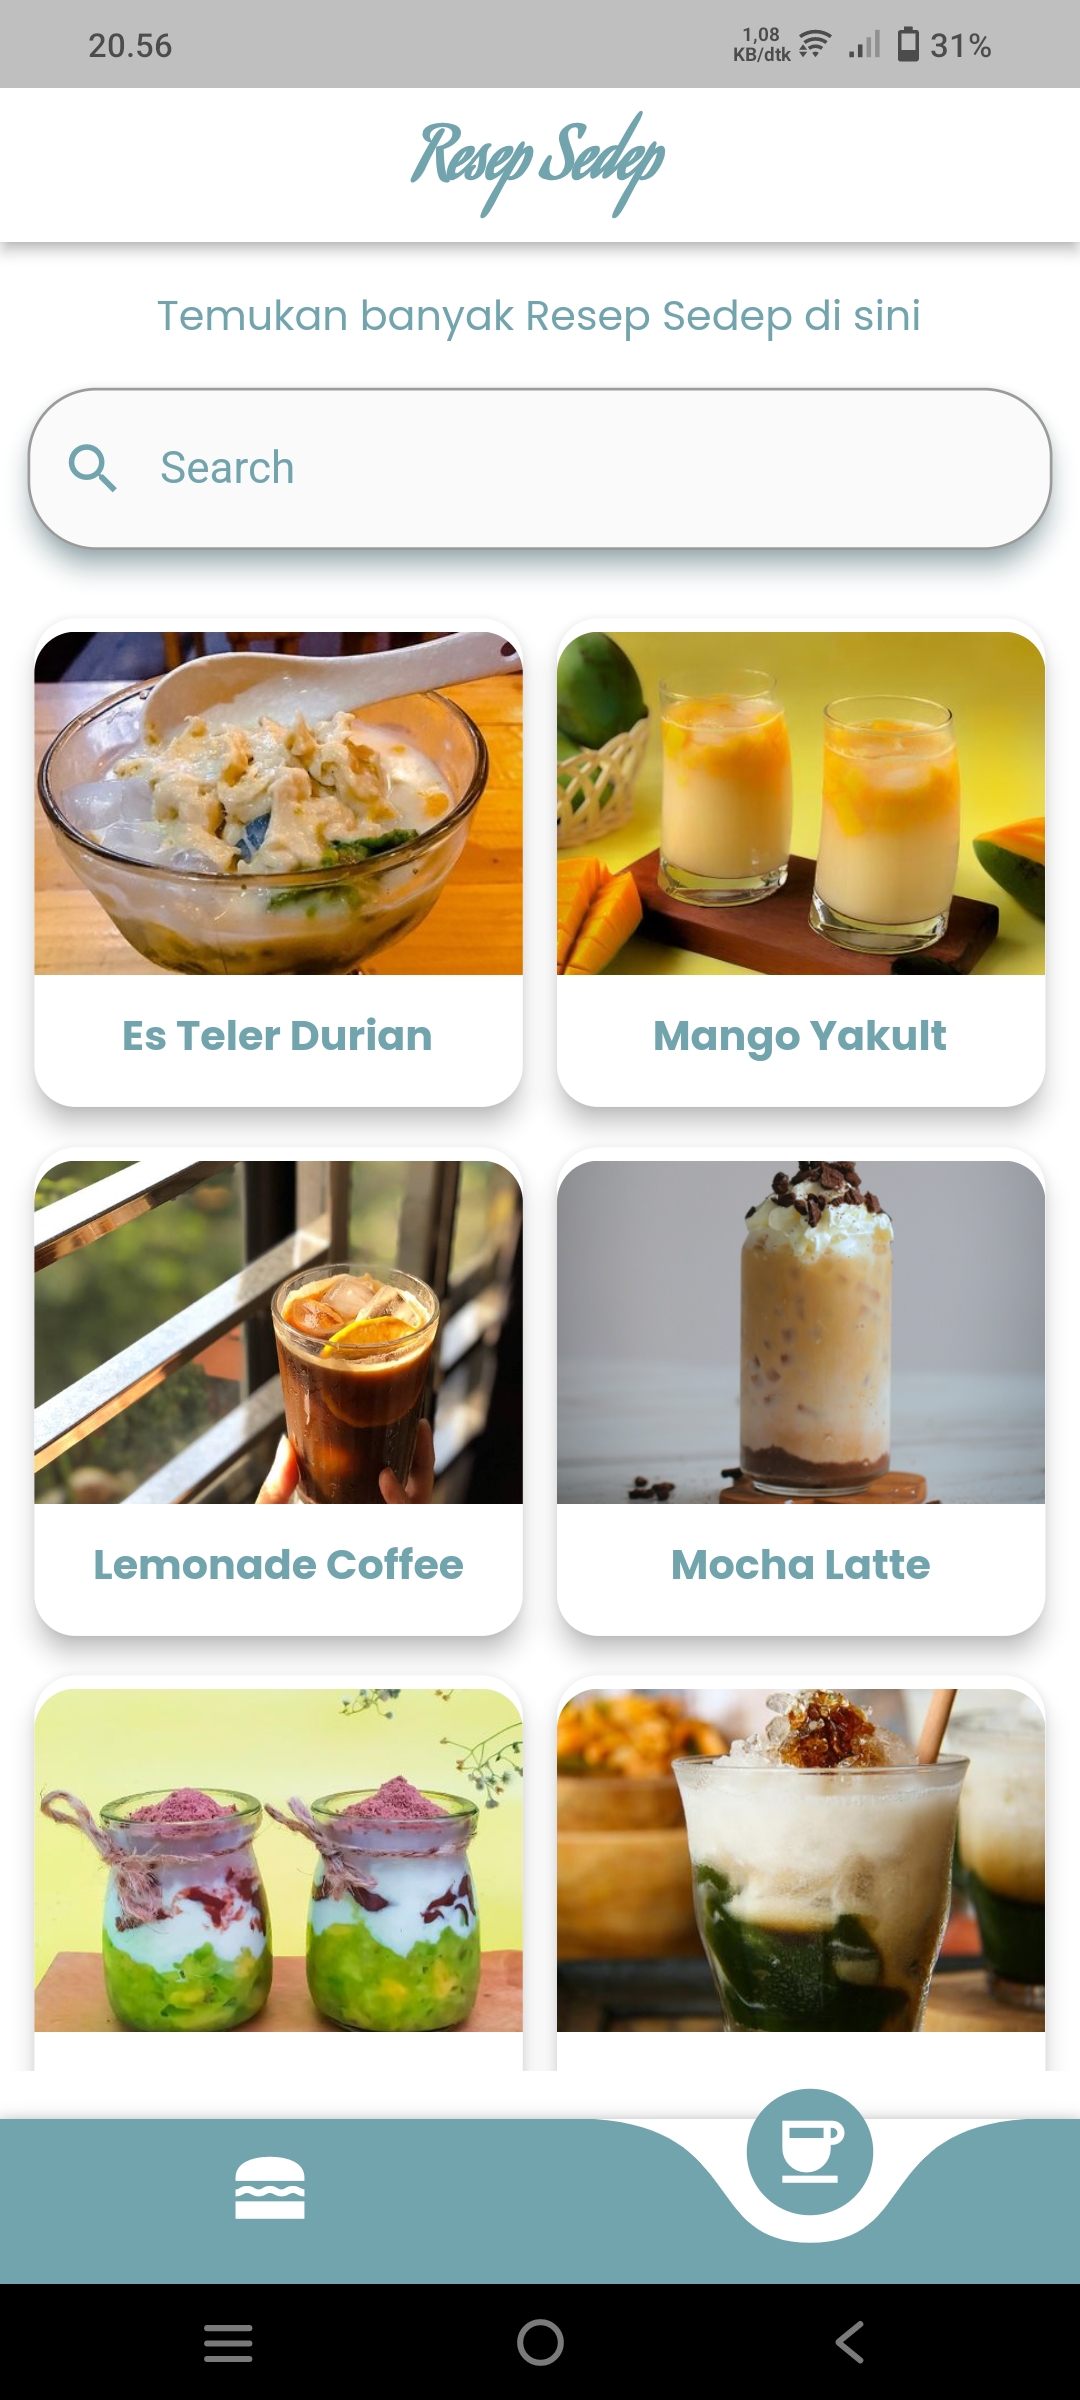 20.56
1,08
KB/dtk
31%
Resep Sedep
Temukan banyak Resep Sedep di sini
Search
Es Teler Durian
Mango Yakult
Lemonade Coffee
Mocha Latte